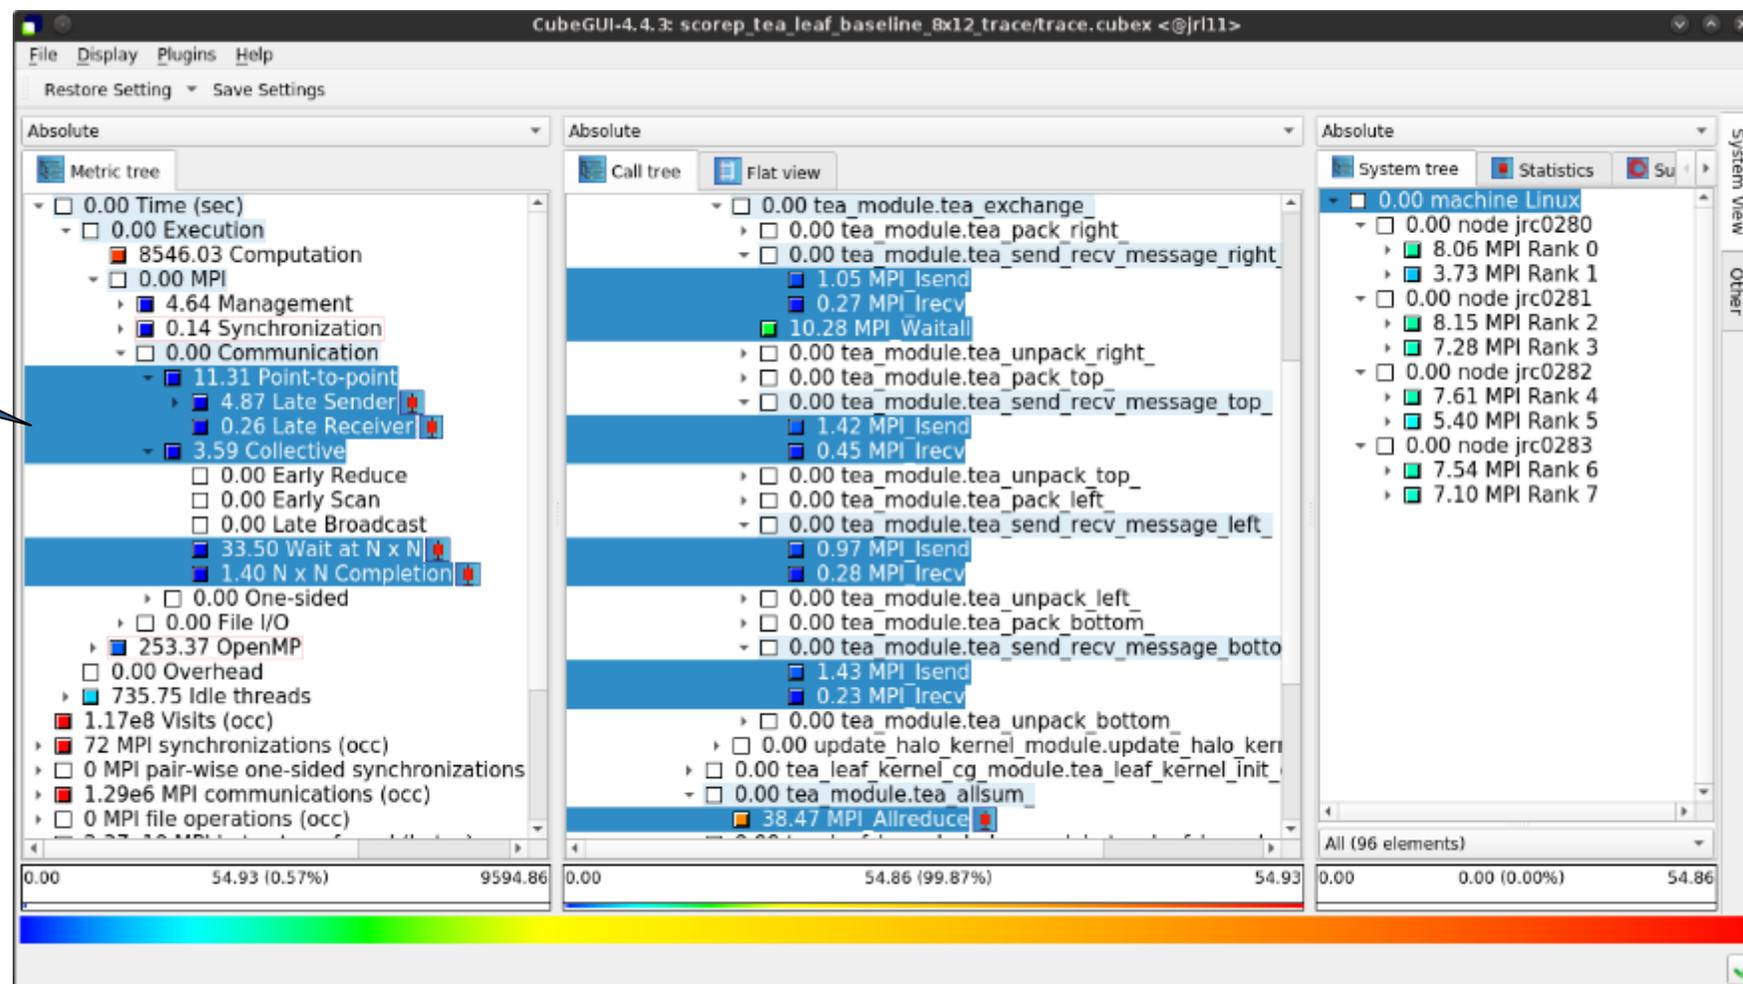 CubeGUI-4.4.3: scorep_tea_leaf_baseline_8x12_trace/trace.cubex <@jrl11>
File Display Plugins Help
Restore Setting Save Settings
Absolute
Metric tree
0.00 Time (sec)
0.00 Execution
8546.03 Computation
0.00 MPI
4.64 Management
0.14 Synchronization
0.00 Communication
11.31 Point-to-point
4.87 Late Sender
0.26 Late Receiver
3.59 Collective
0.00 Early Reduce
0.00 Early Scan
0.00 Late Broadcast
33.50 Wait at N x N
1.40 N x N Completion
0.00 One-sided
0.00 File I/O
253.37 OpenMP
0.00 Overhead
735.75 Idle threads
1.17e8 Visits (occ)
72 MPI synchronizations (occ)
0 MPI pair-wise one-sided synchronizations
1.29e6 MPI communications (occ)
0 MPI file operations (occ)
0.00 54.93 (0.57%) 9594.86
Absolute
Call tree Flat view
0.00 tea_module.tea_exchange_
0.00 tea_module.tea_pack_right_
0.00 tea_module.tea_send_recv_message_right_
1.05 MPI_Isend
0.27 MPI_Irecv
10.28 MPI_Waitall
0.00 tea_module.tea_unpack_right_
0.00 tea_module.tea_pack_top_
0.00 tea_module.tea_send_recv_message_top_
1.42 MPI_Isend
0.45 MPI_Irecv
0.00 tea_module.tea_unpack_top_
0.00 tea_module.tea_pack_left_
0.00 tea_module.tea_send_recv_message_left_
0.97 MPI_Isend
0.28 MPI_Irecv
0.00 tea_module.tea_unpack_left_
0.00 tea_module.tea_pack_bottom_
0.00 tea_module.tea_send_recv_message_botto
1.43 MPI_Isend
0.23 MPI_Irecv
0.00 tea_module.tea_unpack_bottom_
0.00 update_halo_kernel_module.update_halo_kerr
0.00 tea_leaf_kernel_cg_module.tea_leaf_kernel_init_
0.00 tea_module.tea_allsum_
38.47 MPI_Allreduce
0.00 54.86 (99.87%) 54.93
Absolute
System tree Statistics Su
0.00 machine Linux
0.00 node jrc0280
8.06 MPI Rank 0
3.73 MPI Rank 1
0.00 node jrc0281
8.15 MPI Rank 2
7.28 MPI Rank 3
0.00 node jrc0282
7.61 MPI Rank 4
5.40 MPI Rank 5
0.00 node jrc0283
7.54 MPI Rank 6
7.10 MPI Rank 7
All (96 elements)
0.00 0.00 (0.00%) 54.86
System View
Other